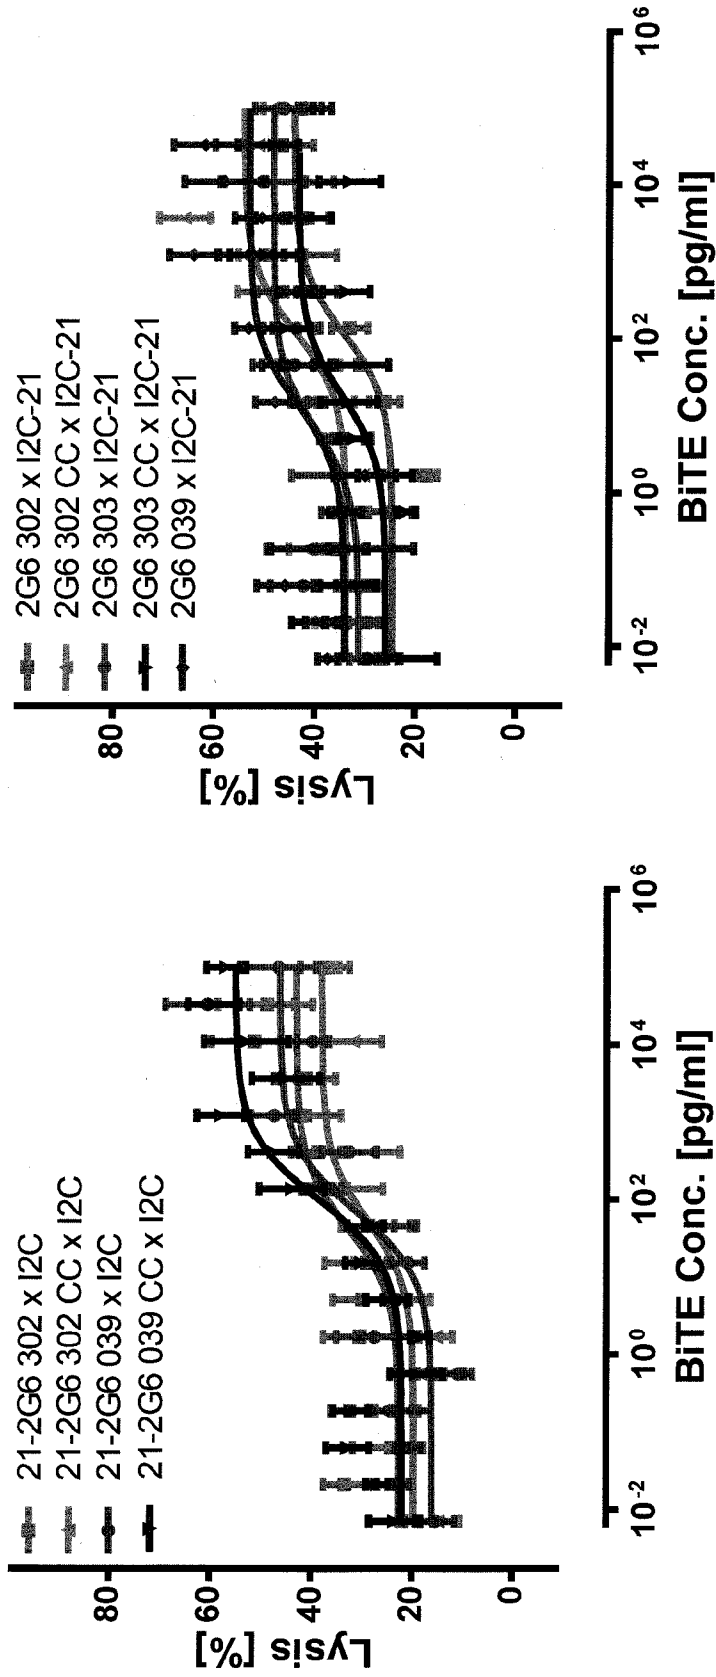 21-2G6 302 x I2C
21-2G6 302 CC x I2C
21-2G6 039 x I2C
21-2G6 039 CC x I2C
Lysis [%]
80
60
40
20
0
10-2
100
102
104
106
BiTE Conc. [pg/ml]
2G6 302 x I2C-21
2G6 302 CC x I2C-21
2G6 303 x I2C-21
2G6 303 CC x I2C-21
2G6 039 x I2C-21
Lysis [%]
80
60
40
20
0
10-2
100
102
104
106
BiTE Conc. [pg/ml]